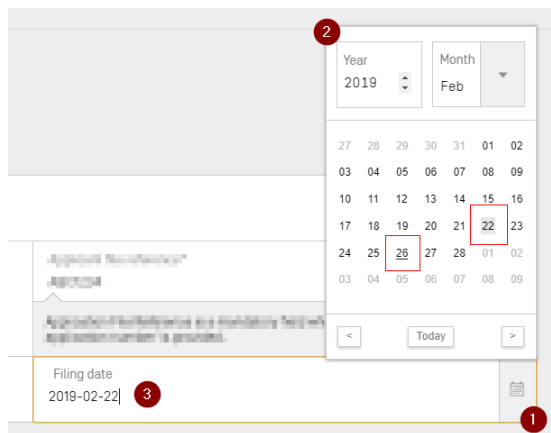 2
Year
2019
Month
Feb
27 28 29 30 31 01 02
03 04 05 06 07 08 09
10 11 12 13 14 15 16
17 18 19 20 21 22 23
24 25 26 27 28 01 02
03 04 05 06 07 08 09
< Today >
Filing date
2019-02-22
3
1